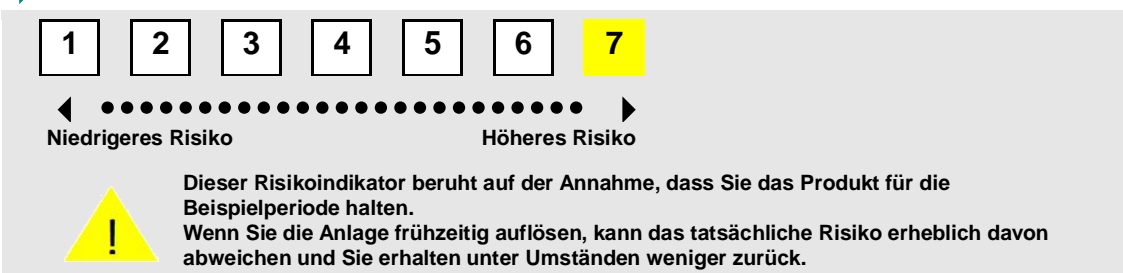 1 2 3 4 5 6 7
Niedrigeres Risiko Höheres Risiko
Dieser Risikoindikator beruht auf der Annahme, dass Sie das Produkt für die
Beispielperiode halten.
Wenn Sie die Anlage frühzeitig auflösen, kann das tatsächliche Risiko erheblich davon
abweichen und Sie erhalten unter Umständen weniger zurück.
!